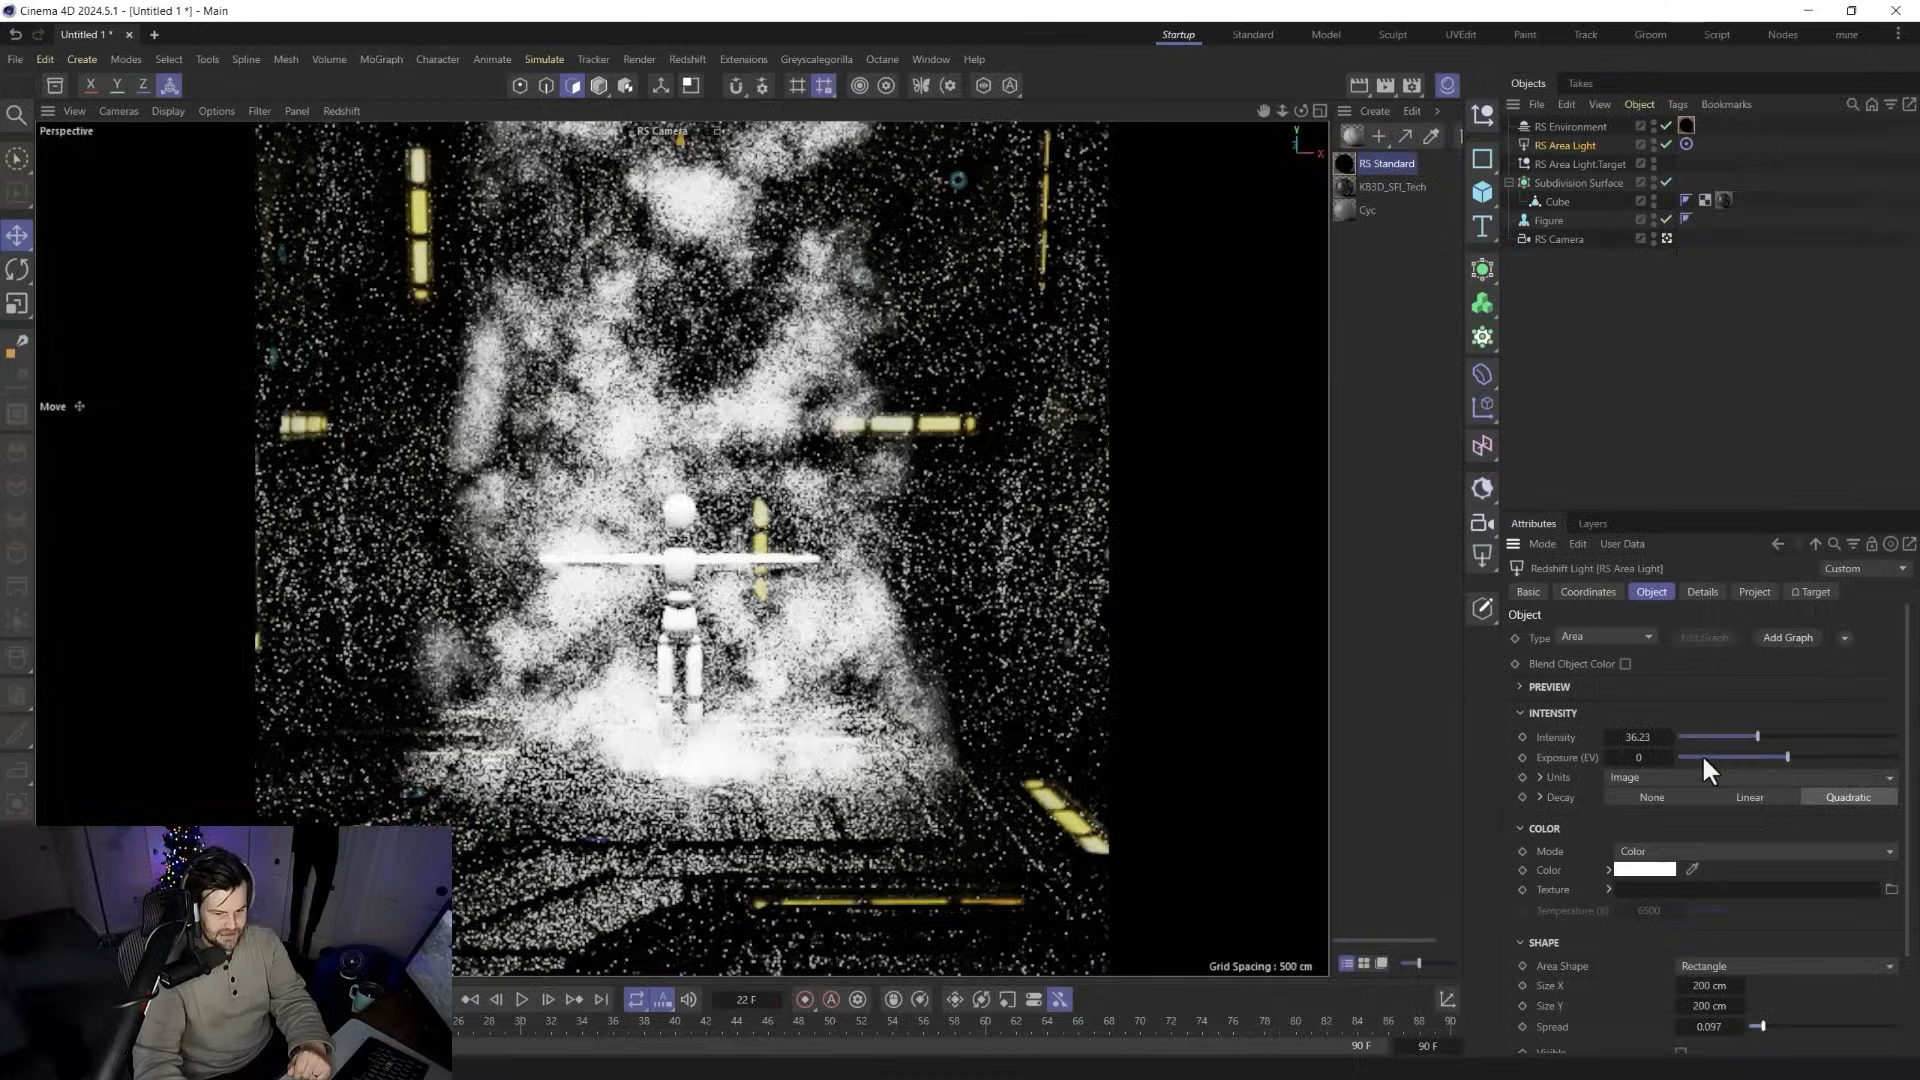 Cinema 4D 2024.5.1 - [Untitled 1 *] - Main
Untitled 1 *
Startup Standard Model Sculpt UVEdit Paint Track Groom Script Nodes mine
File Edit Create Modes Select Tools Spline Mesh Volume MoGraph Character Animate Simulate Tracker Render Redshift Extensions Greyscalegorilla Octane Window Help
X Y Z
View Cameras Display Options Filter Panel Redshift
Perspective
RS Camera
Y
Z
X
Move
Grid Spacing : 500 cm
Create Edit
RS Standard
KB3D_SFI_Tech
Cyc
Objects Takes
File Edit View Object Tags Bookmarks
RS Environment
RS Area Light
RS Area Light.Target
Subdivision Surface
Cube
Figure
RS Camera
Attributes Layers
Mode Edit User Data
Redshift Light [RS Area Light]
Custom
Basic Coordinates Object Details Project Target
Object
Type Area Edit Graph Add Graph
Blend Object Color
PREVIEW
INTENSITY
Intensity 36.23
Exposure (EV) 0
Units Image
Decay None Linear Quadratic
COLOR
Mode Color
Color
Texture
Temperature (K) 6500
SHAPE
Area Shape Rectangle
Size X 200 cm
Size Y 200 cm
Spread 0.097
Visible
22 F
26 28 30 32 34 36 38 40 42 44 46 48 50 52 54 56 58 60 62 64 66 68 70 72 74 76 78 80 82 84 86 88 90
90 F 90 F